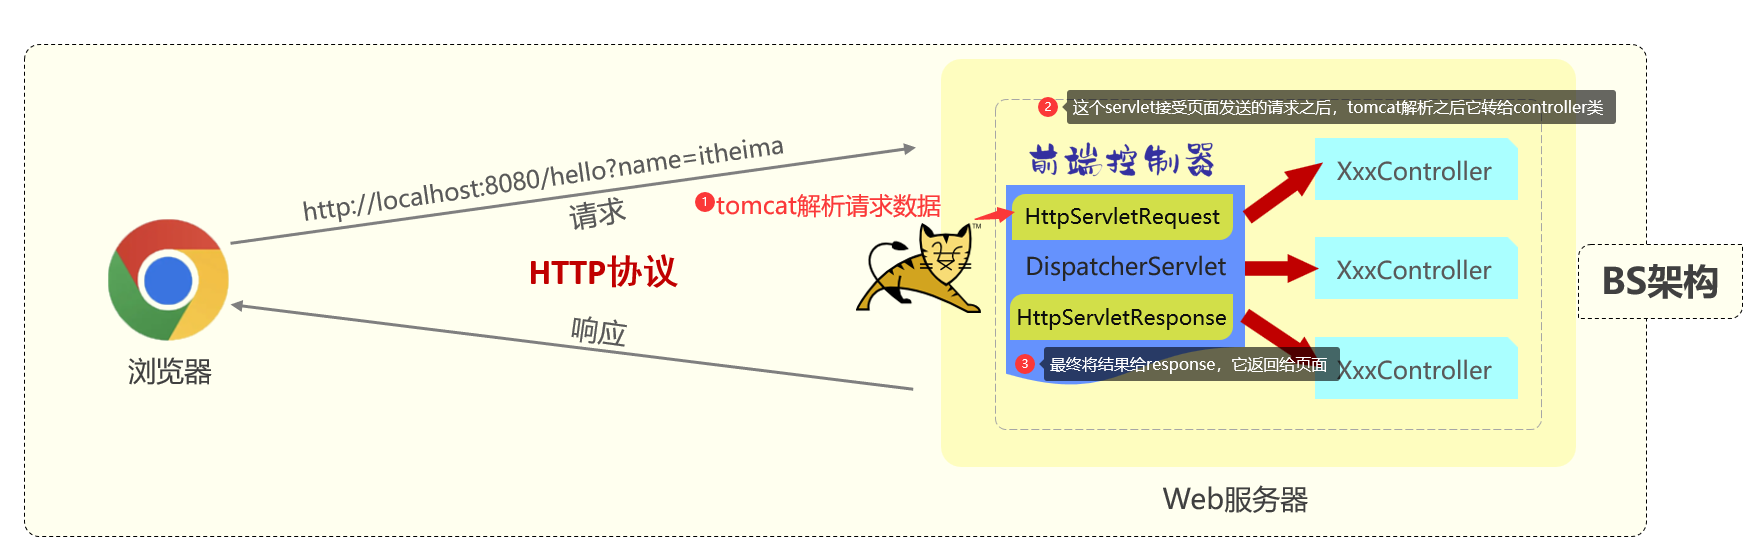 2 这个servlet接受页面发送的请求之后，tomcat解析之后它转给controller类
http://localhost:8080/hello?name=itheima
请求
前端控制器
XxxController
1 tomcat解析请求数据
HttpServletRequest
TM
HTTP协议
DispatcherServlet
XxxController
BS架构
HttpServletResponse
响应
3 最终将结果给response，它返回给页面
XxxController
浏览器
Web服务器